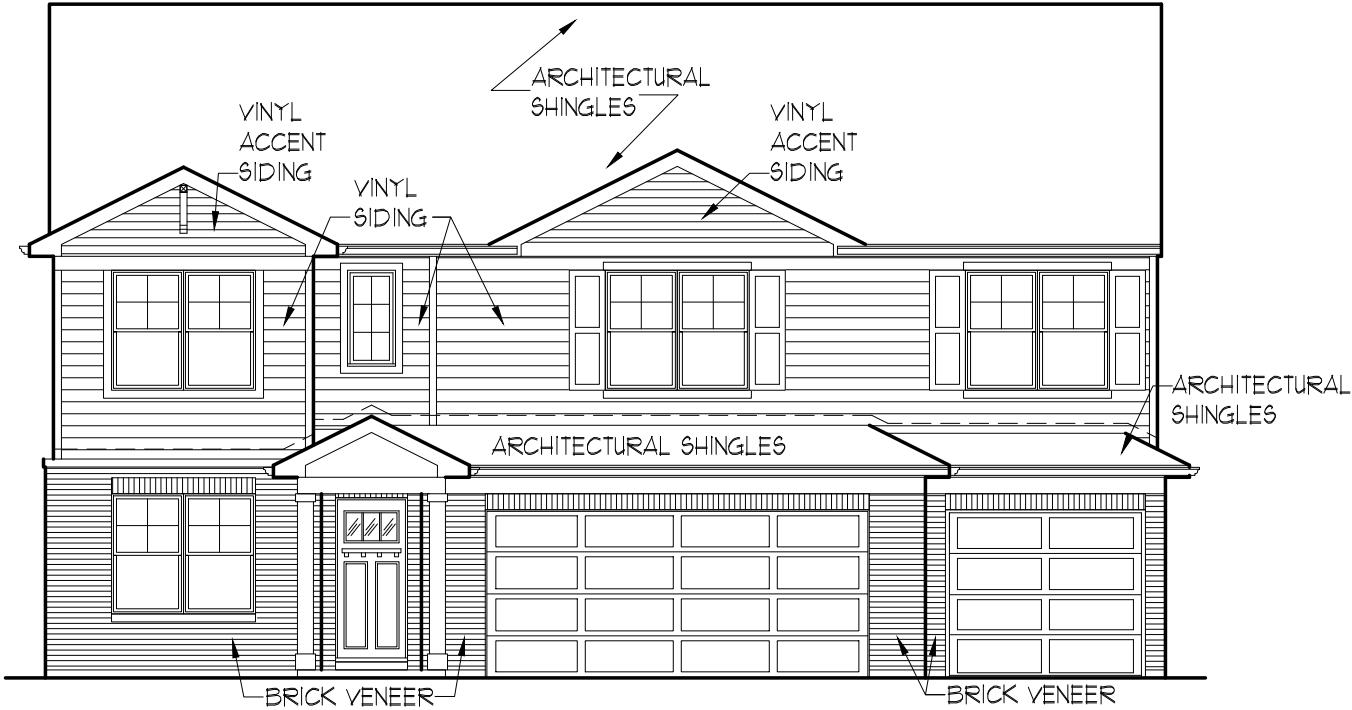 ARCHITECTURAL
SHINGLES
VINYL
ACCENT
SIDING
VINYL
ACCENT
SIDING
VINYL
SIDING
ARCHITECTURAL
SHINGLES
ARCHITECTURAL SHINGLES
BRICK VENEER
BRICK VENEER